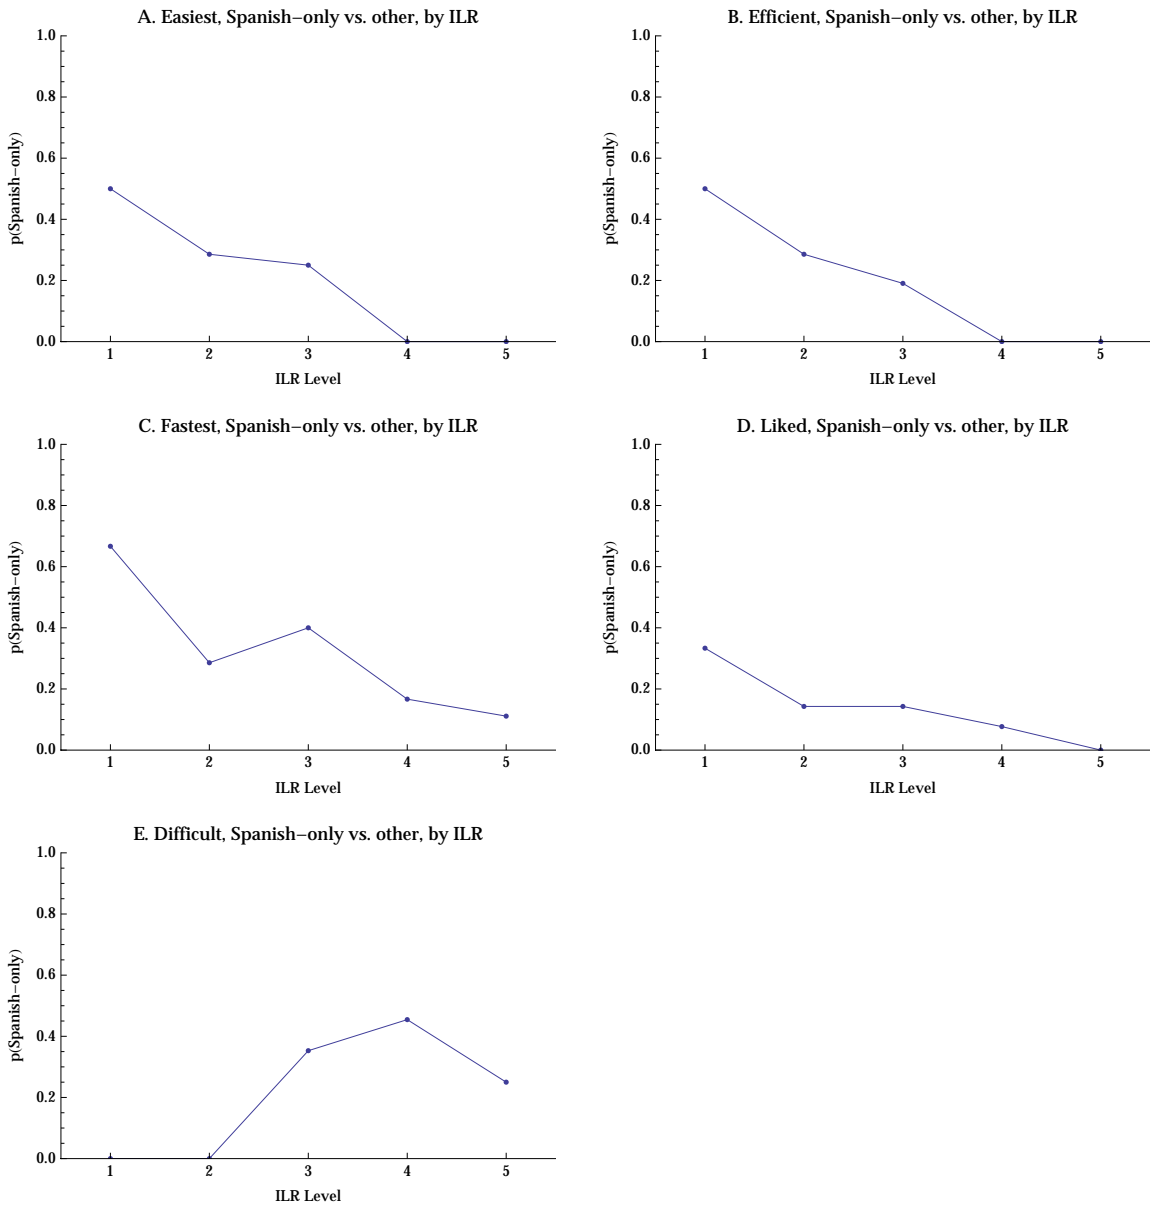 A. Easiest, Spanish−only vs. other, by ILR
1.0
0.8
0.6
0.4
0.2
0.0
p(Spanish−only)
1 2 3 4 5
ILR Level
B. Efficient, Spanish−only vs. other, by ILR
1.0
0.8
0.6
0.4
0.2
0.0
p(Spanish−only)
1 2 3 4 5
ILR Level
C. Fastest, Spanish−only vs. other, by ILR
1.0
0.8
0.6
0.4
0.2
0.0
p(Spanish−only)
1 2 3 4 5
ILR Level
D. Liked, Spanish−only vs. other, by ILR
1.0
0.8
0.6
0.4
0.2
0.0
p(Spanish−only)
1 2 3 4 5
ILR Level
E. Difficult, Spanish−only vs. other, by ILR
1.0
0.8
0.6
0.4
0.2
0.0
p(Spanish−only)
1 2 3 4 5
ILR Level